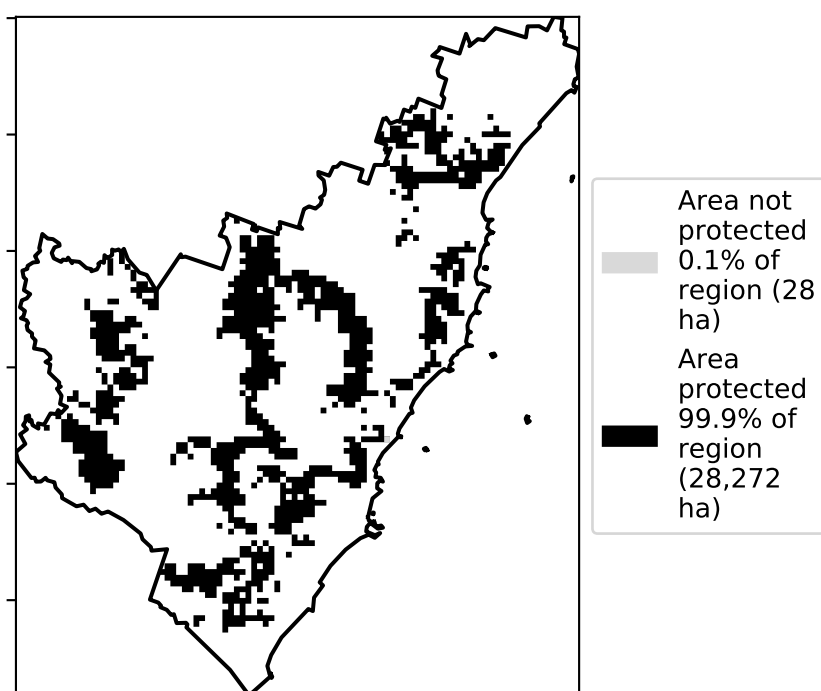 Area not
protected
0.1% of
region (28
ha)
Area
protected
99.9% of
region
(28,272
ha)